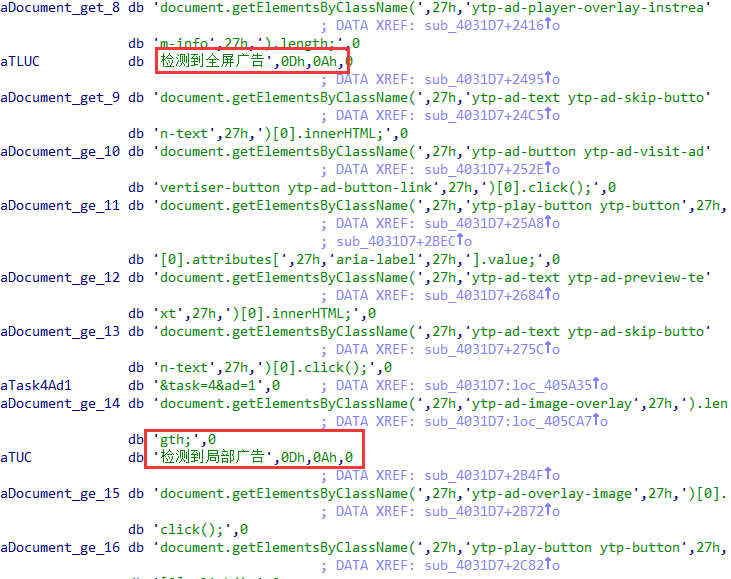 aDocument_get_8 db 'document.getElementsByClassName(',27h,'ytp-ad-player-overlay-instrea'
; DATA XREF: sub_4031D7+2416↑o
db 'm-info',27h,').length;',0
aTLUC db '检测到全屏广告',0Dh,0Ah,0
; DATA XREF: sub_4031D7+2495↑o
aDocument_get_9 db 'document.getElementsByClassName(',27h,'ytp-ad-text ytp-ad-skip-butto'
; DATA XREF: sub_4031D7+24C5↑o
db 'n-text',27h,')[0].innerHTML;',0
aDocument_ge_10 db 'document.getElementsByClassName(',27h,'ytp-ad-button ytp-ad-visit-ad'
; DATA XREF: sub_4031D7+252E↑o
db 'vertiser-button ytp-ad-button-link',27h,')[0].click();',0
aDocument_ge_11 db 'document.getElementsByClassName(',27h,'ytp-play-button ytp-button',27h,
; DATA XREF: sub_4031D7+25A8↑o
; sub_4031D7+2BEC↑o
db '[0].attributes[',27h,'aria-label',27h,'].value;',0
aDocument_ge_12 db 'document.getElementsByClassName(',27h,'ytp-ad-text ytp-ad-preview-te'
; DATA XREF: sub_4031D7+2684↑o
db 'xt',27h,')[0].innerHTML;',0
aDocument_ge_13 db 'document.getElementsByClassName(',27h,'ytp-ad-text ytp-ad-skip-butto'
; DATA XREF: sub_4031D7+275C↑o
db 'n-text',27h,')[0].click();',0
aTask4Ad1 db '&task=4&ad=1',0 ; DATA XREF: sub_4031D7:loc_405A35↑o
aDocument_ge_14 db 'document.getElementsByClassName(',27h,'ytp-ad-image-overlay',27h,').len
; DATA XREF: sub_4031D7:loc_405CA7↑o
db 'gth;',0
aTUC db '检测到局部广告',0Dh,0Ah,0
; DATA XREF: sub_4031D7+2B4F↑o
aDocument_ge_15 db 'document.getElementsByClassName(',27h,'ytp-ad-overlay-image',27h,')[0].
; DATA XREF: sub_4031D7+2B72↑o
db 'click();',0
aDocument_ge_16 db 'document.getElementsByClassName(',27h,'ytp-play-button ytp-button',27h,
; DATA XREF: sub_4031D7+2C82↑o